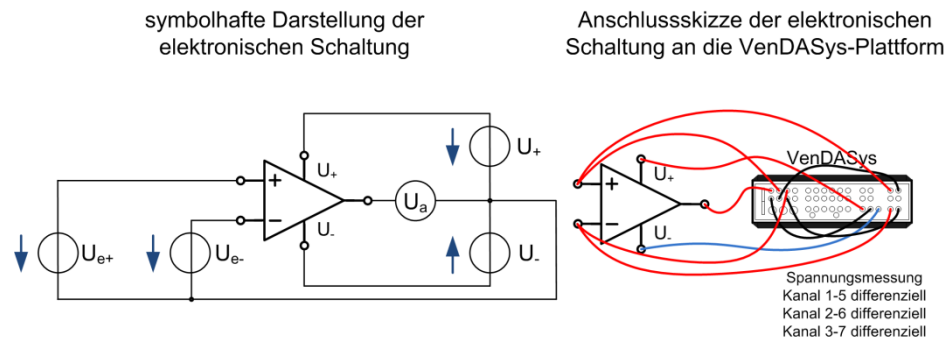 symbolhafte Darstellung der
elektronischen Schaltung
Anschlussskizze der elektronischen
Schaltung an die VenDASys-Plattform
U+
U+
+
Ua
−
U-
U-
Ue+
Ue-
VenDASys
U+
+
−
U-
Spannungsmessung
Kanal 1-5 differenziell
Kanal 2-6 differenziell
Kanal 3-7 differenziell